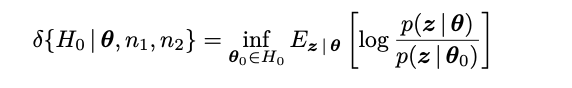 δ{H₀ | θ, n₁, n₂} = inf_{θ₀∈H₀} E_{z | θ} [log p(z | θ) / p(z | θ₀)]